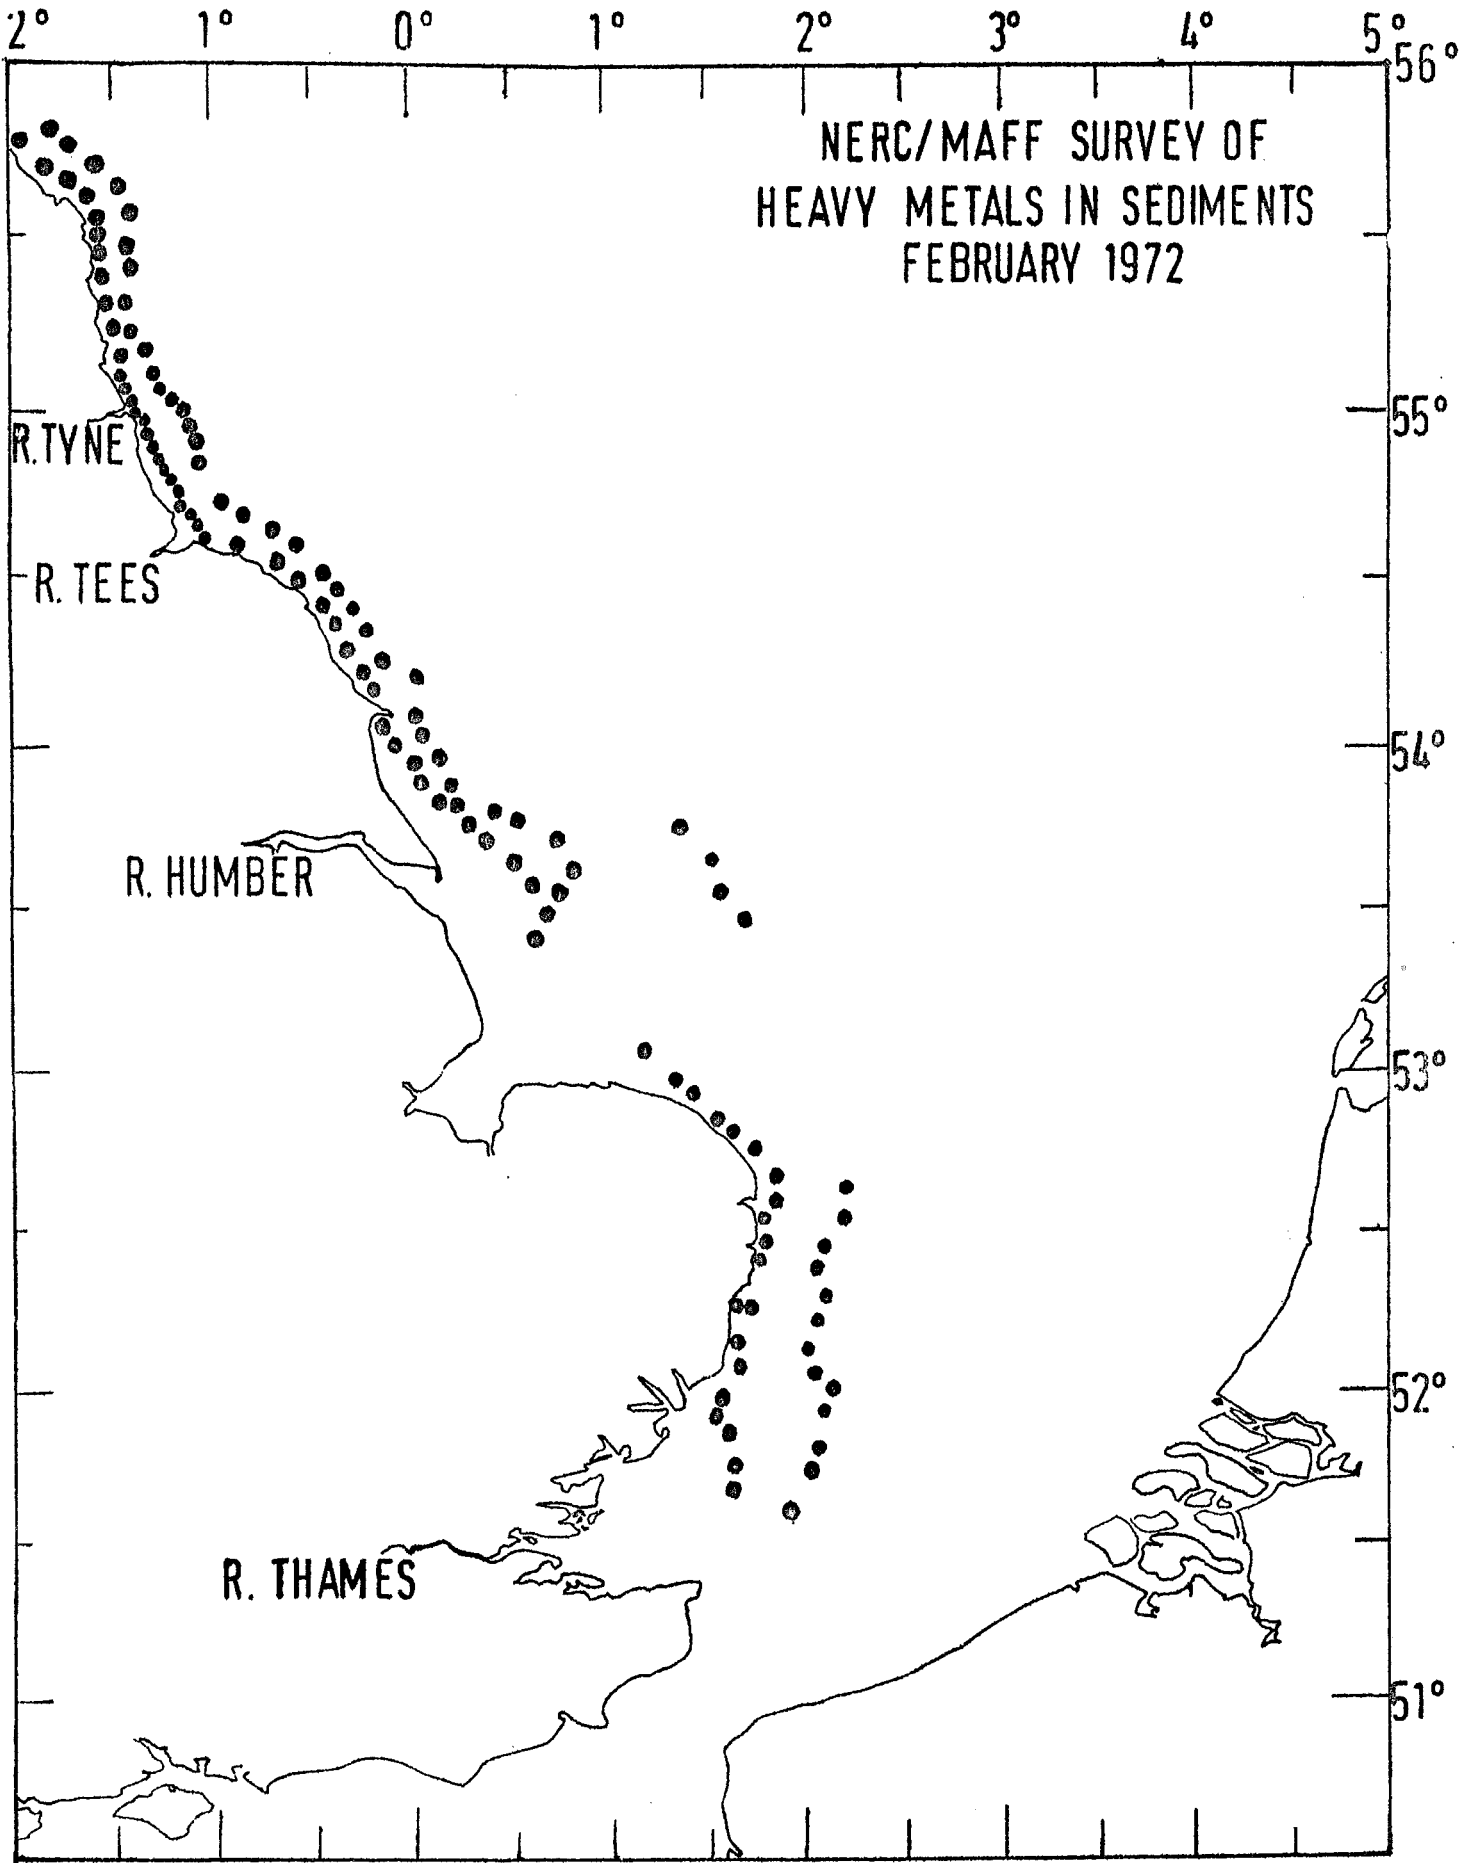 2° 1° 0° 1° 2° 3° 4° 5°
56°
NERC/MAFF SURVEY OF
HEAVY METALS IN SEDIMENTS
FEBRUARY 1972
55°
R. TYNE
R. TEES
54°
R. HUMBER
53°
52°
R. THAMES
51°